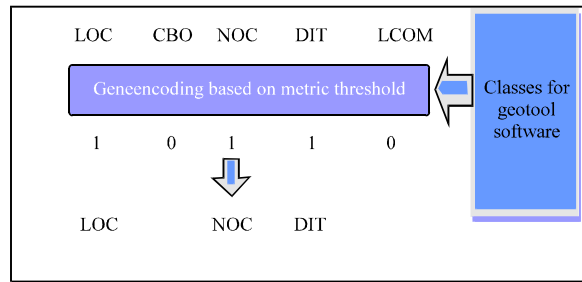 LOC CBO NOC DIT LCOM
Geneencoding based on metric threshold
Classes for
geotool
software
1 0 1 1 0
LOC NOC DIT